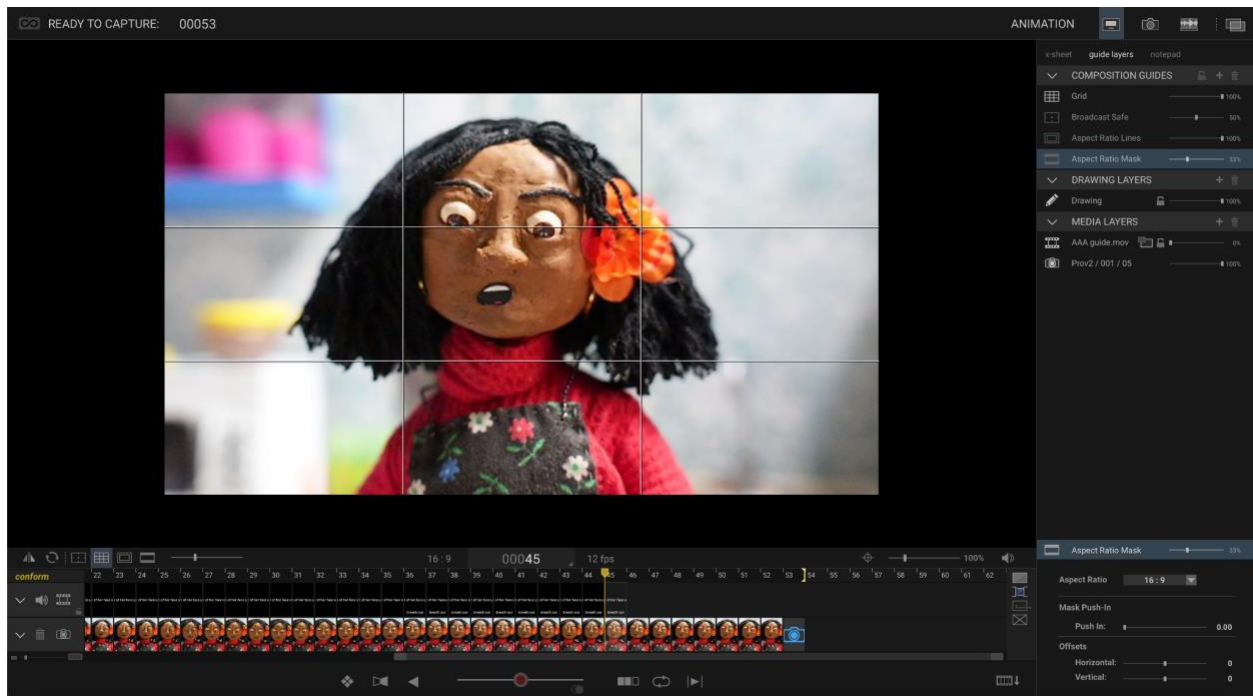 READY TO CAPTURE: 00053
ANIMATION
x-sheet guide layers notepad
COMPOSITION GUIDES
Grid 100%
Broadcast Safe 50%
Aspect Ratio Lines 100%
Aspect Ratio Mask 33%
DRAWING LAYERS
Drawing 100%
MEDIA LAYERS
AAA guide.mov 0%
Prov2 / 001 / 05 100%
16 : 9 00045 12 fps 100%
conform 22 23 24 25 26 27 28 29 30 31 32 33 34 35 36 37 38 39 40 41 42 43 44 45 46 47 48 49 50 51 52 53 54 55 56 57 58 59 60 61 62
Aspect Ratio Mask 33%
Aspect Ratio 16 : 9
Mask Push-In
Push In: 0.00
Offsets
Horizontal: 0
Vertical: 0